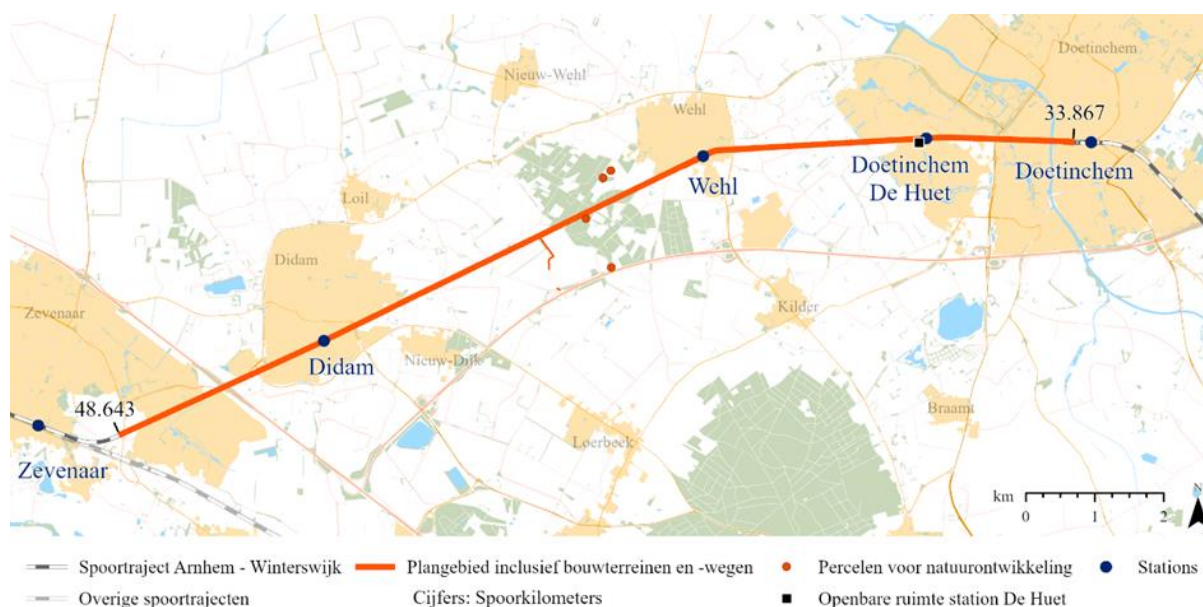 Doetinchem
Nieuw-Wehl
Wehl
33.867
Doetinchem
De Huet
Doetinchem
Wehl
Loil
Didam
Zevenaar
Kilder
Didam
Nieuw-Dijk
48.643
Braamt
Loerbeek
Zevenaar
km
0 1 2
N
Spoortraject Arnhem - Winterswijk Plangebied inclusief bouwterreinen en -wegen Percelen voor natuurontwikkeling Stations
Overige spoortrajecten Cijfers: Spoorkilometers Openbare ruimte station De Huet